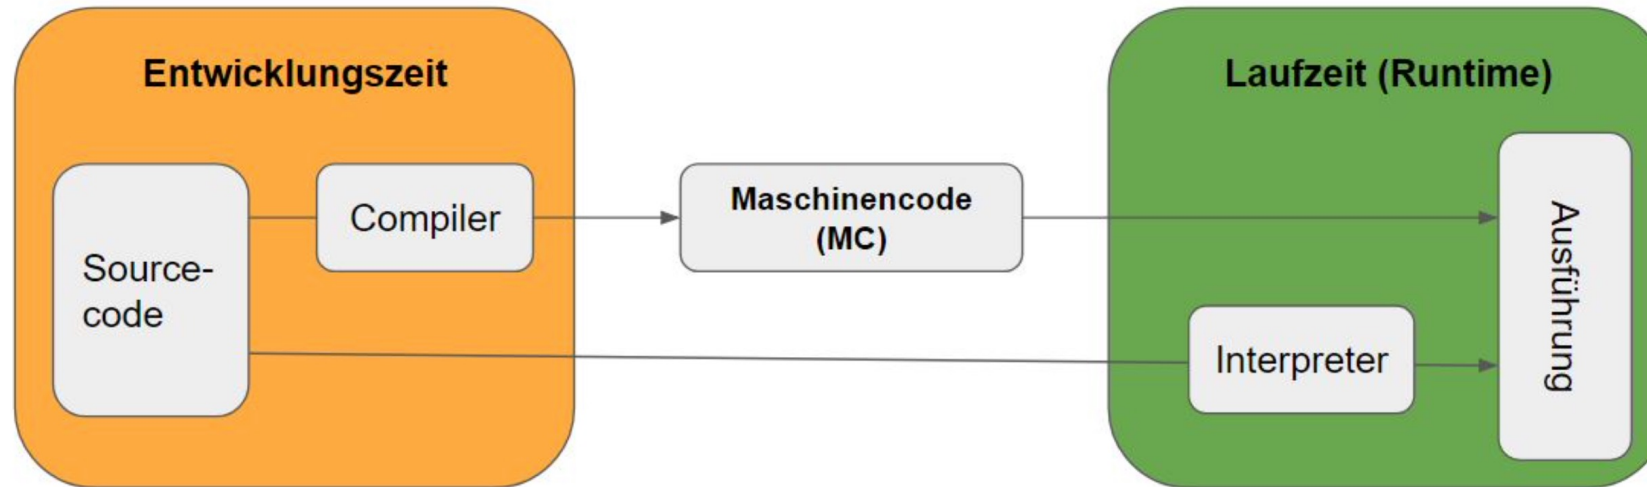 Entwicklungszeit
Source-
code
Compiler
Maschinencode
(MC)
Laufzeit (Runtime)
Interpreter
Ausführung